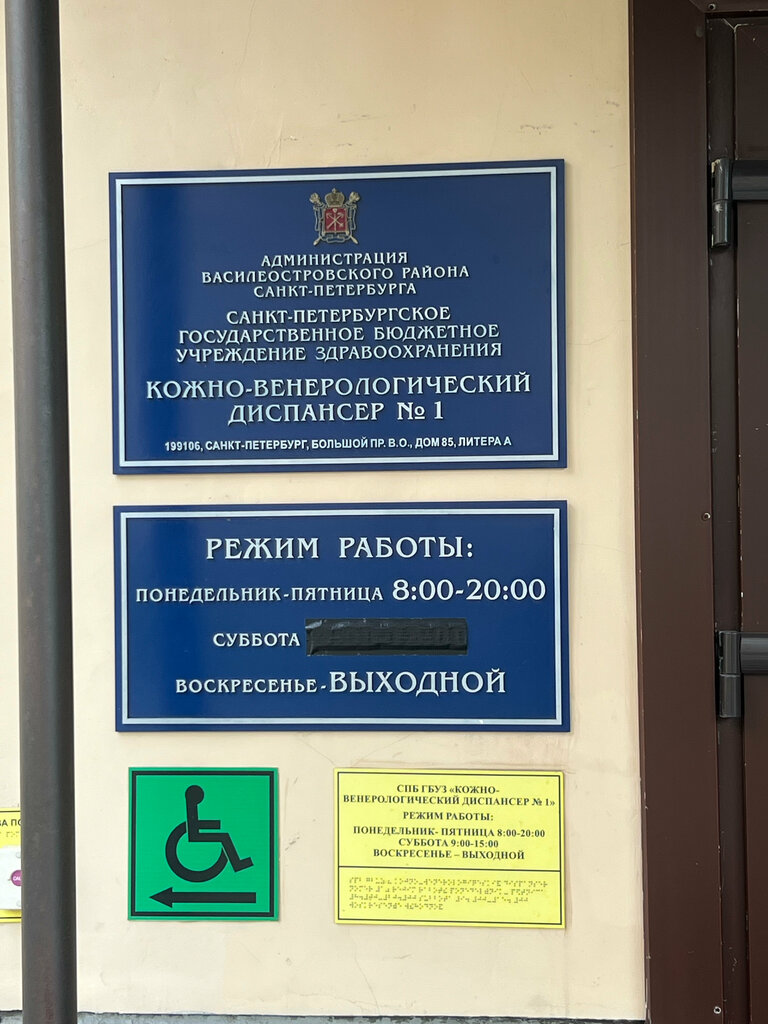 АДМИНИСТРАЦИЯ
ВАСИЛЕОСТРОВСКОГО РАЙОНА
САНКТ-ПЕТЕРБУРГА
САНКТ-ПЕТЕРБУРГСКОЕ
ГОСУДАРСТВЕННОЕ БЮДЖЕТНОЕ
УЧРЕЖДЕНИЕ ЗДРАВООХРАНЕНИЯ
КОЖНО-ВЕНЕРОЛОГИЧЕСКИЙ
ДИСПАНСЕР № 1
199106, САНКТ-ПЕТЕРБУРГ, БОЛЬШОЙ ПР. В.О., ДОМ 85, ЛИТЕРА А
РЕЖИМ РАБОТЫ:
ПОНЕДЕЛЬНИК-ПЯТНИЦА 8:00-20:00
СУББОТА
ВОСКРЕСЕНЬЕ-ВЫХОДНОЙ
СПБ ГБУЗ «КОЖНО-
ВЕНЕРОЛОГИЧЕСКИЙ ДИСПАНСЕР № 1»
РЕЖИМ РАБОТЫ:
ПОНЕДЕЛЬНИК- ПЯТНИЦА 8:00-20:00
СУББОТА 9:00-15:00
ВОСКРЕСЕНЬЕ – ВЫХОДНОЙ